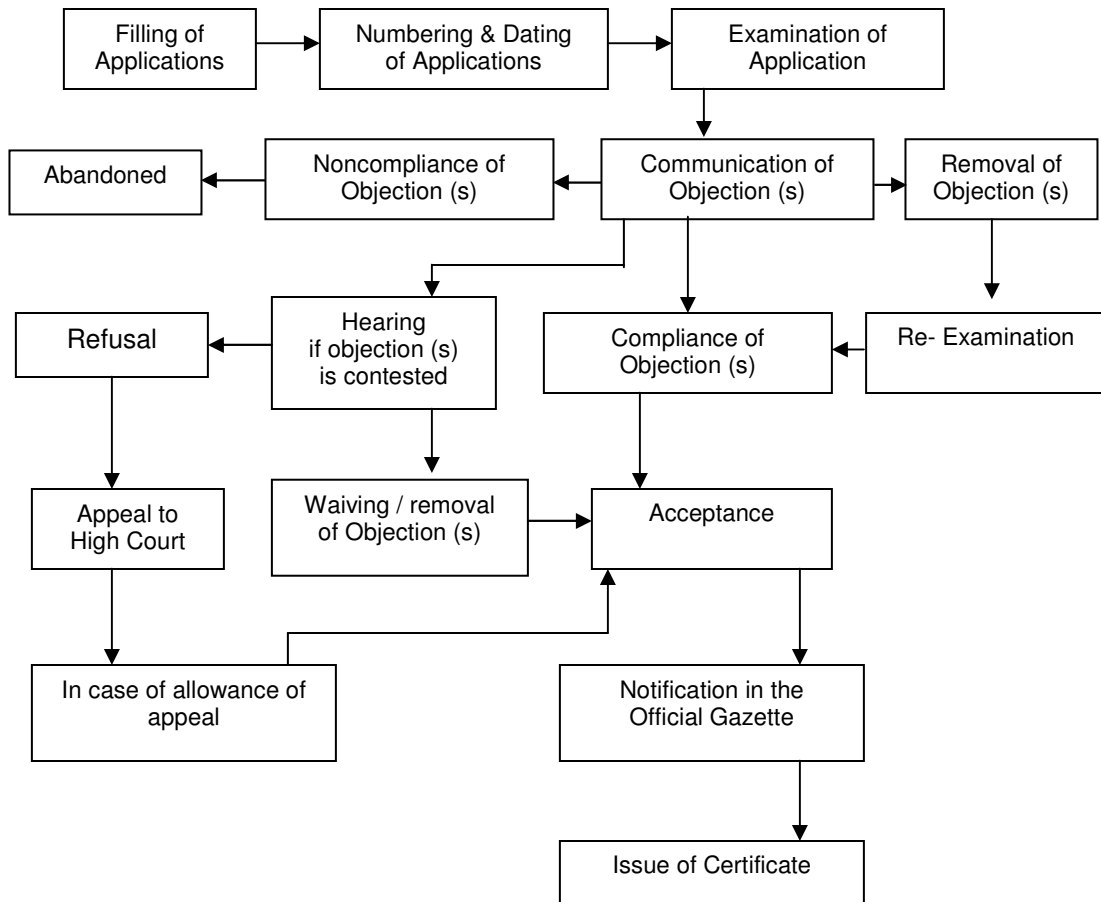 Filling of
Applications
Numbering & Dating
of Applications
Examination of
Application
Abandoned
Noncompliance of
Objection (s)
Communication of
Objection (s)
Removal of
Objection (s)
Refusal
Hearing
if objection (s)
is contested
Compliance of
Objection (s)
Re- Examination
Appeal to
High Court
Waiving / removal
of Objection (s)
Acceptance
In case of allowance of
appeal
Notification in the
Official Gazette
Issue of Certificate